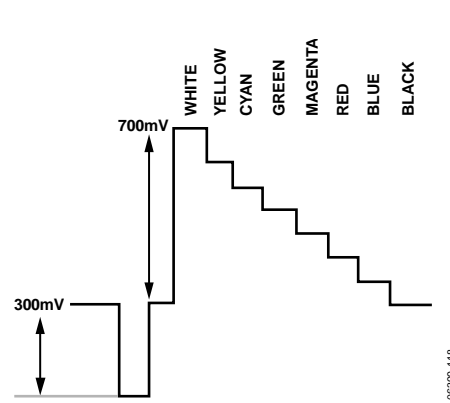 WHITE
YELLOW
CYAN
GREEN
MAGENTA
RED
BLUE
BLACK
700mV
300mV